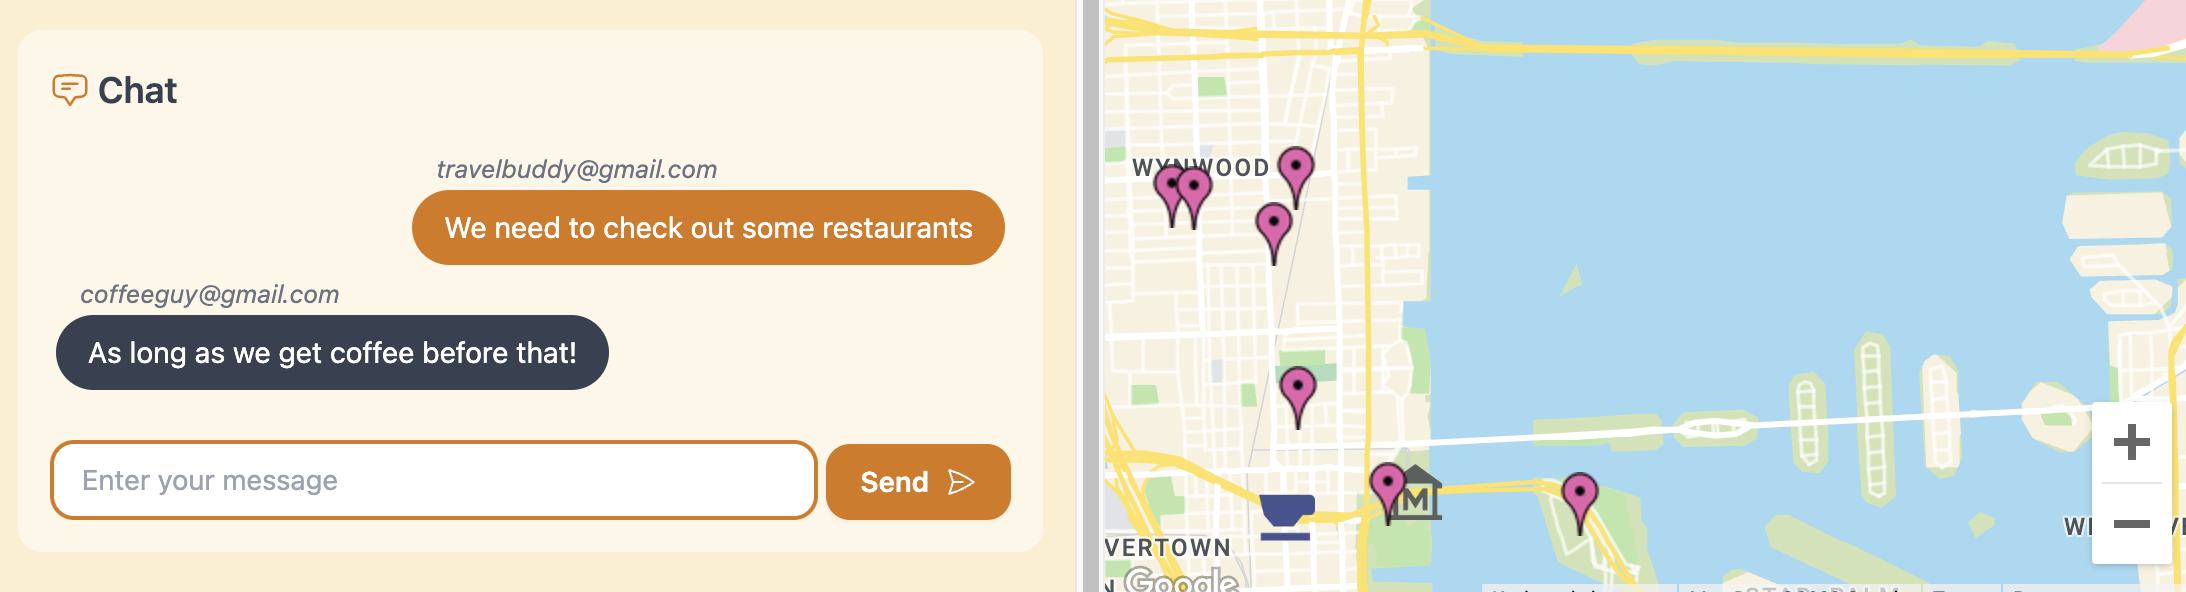 Chat
travelbuddy@gmail.com
We need to check out some restaurants
coffeeguy@gmail.com
As long as we get coffee before that!
Enter your message
Send
WYNWOOD
M
VERTOWN
Google